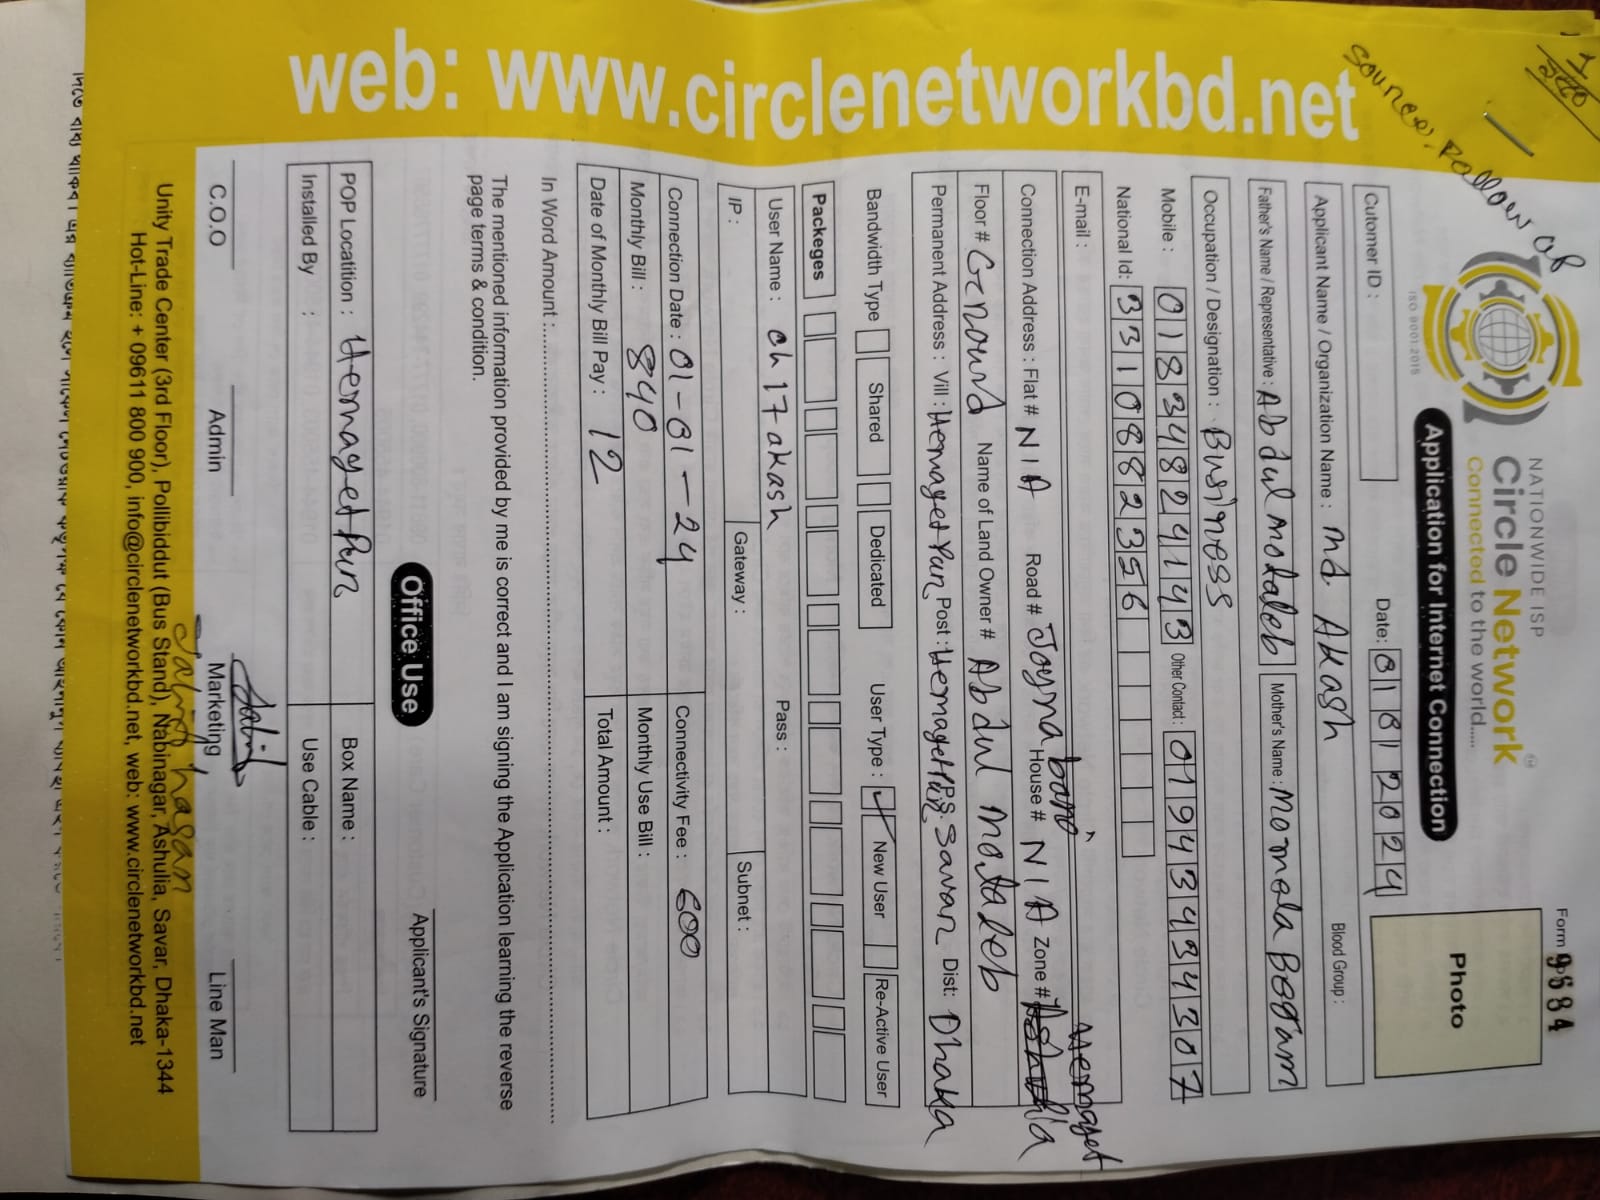 web: www.circlenetworkbd.net
Source: Pallow
Form 9684
NATIONWIDE ISP
Circle Network
Connected to the world.....
ISO 9001:2015
Application for Internet Connection
Photo
Date: 01 01 2024
Cutomer ID :
Applicant Name / Organization Name : Md Akash Blood Group :
Father's Name / Representative : Abdul motaleb Mother's Name : Momela Begam
Occupation / Designation : Business
Mobile : 01834824143 Other Contact : 01943434307
National Id: 3310882356
E-mail :
Hemayet
Connection Address : Flat # N/A Road # Joyna bari House # N/A Zone #
Floor # Ground Name of Land Owner # Abdul Motaleb
Permanent Address : Vill : Hemayetpur Post : Hemayetpur P.S: Savar Dist: Dhaka
Bandwidth Type Shared Dedicated User Type : New User Re-Active User
Packeges
User Name : ch17akash Pass :
IP : Gateway : Subnet :
Connection Date : 01-01-24 Connectivity Fee : 600
Monthly Bill : 840 Monthly Use Bill :
Date of Monthly Bill Pay : 12 Total Amount :
In Word Amount :
The mentioned information provided by me is correct and I am signing the Application learning the reverse
page terms & condition.
Applicant's Signature
Office Use
POP Locatition : HemayetPur Box Name :
Installed By : Use Cable :
C.O.O Admin Marketing Line Man
Jahid hasan
Unity Trade Center (3rd Floor), Pollibiddut (Bus Stand), Nabinagar, Ashulia, Savar, Dhaka-1344
Hot-Line: + 09611 800 900, info@circlenetworkbd.net, web: www.circlenetworkbd.net